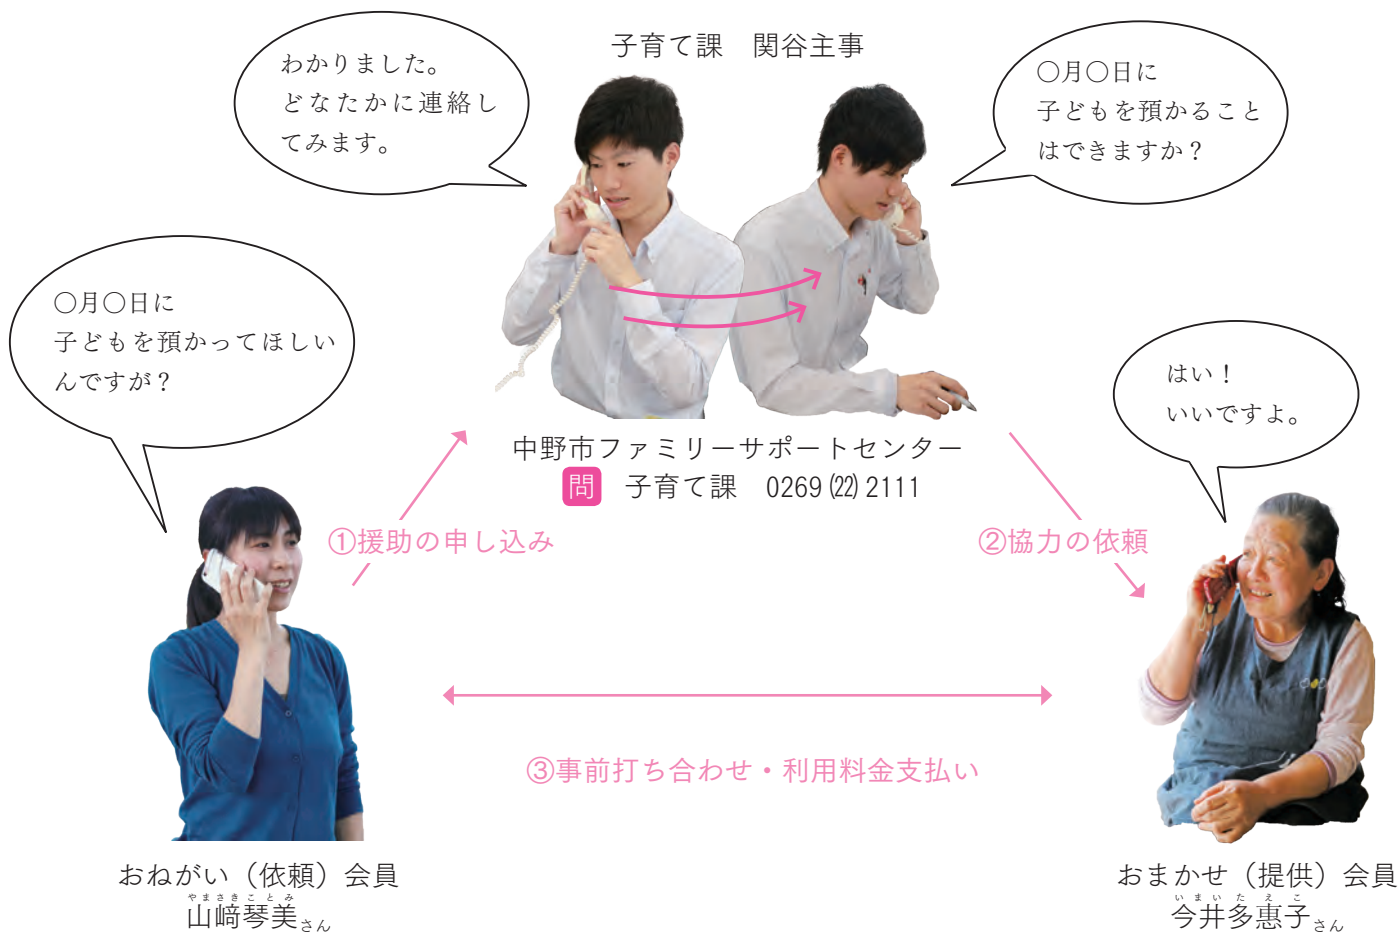 子育て課　関谷主事
わかりました。
どなたかに連絡し
てみます。
〇月〇日に
子どもを預かること
はできますか？
〇月〇日に
子どもを預かってほしい
んですが？
はい！
いいですよ。
中野市ファミリーサポートセンター
問　子育て課　0269㉒2111
①援助の申し込み
②協力の依頼
③事前打ち合わせ・利用料金支払い
おねがい（依頼）会員
やまさきことみ
山﨑琴美さん
おまかせ（提供）会員
いまいたえこ
今井多惠子さん